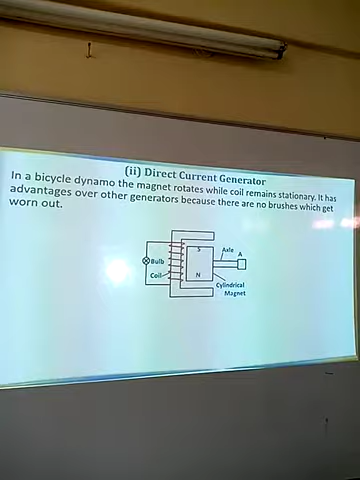 (ii) Direct Current Generator
In a bicycle dynamo the magnet rotates while coil remains stationary. It has
advantages over other generators because there are no brushes which get
worn out.
S
Axle
A
Bulb
Coil
N
Cylindrical
Magnet